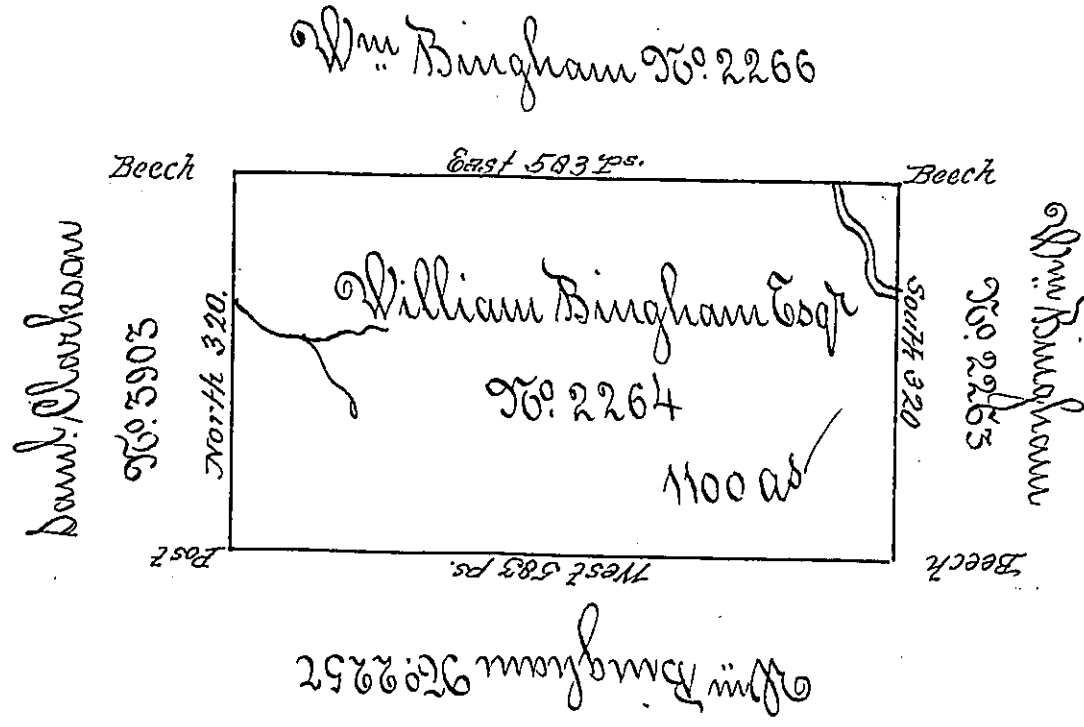 Wm Bingham No. 2266
Beech
East 583 Ps.
Beech
Saml. Clarkson
No. 3903
North 320.
William Bingham Esqr
No. 2264
1100 as
South 320
No. 2263
Wm Bingham
Post
West 583 ps.
Beech
Wm Bingham No. 2257